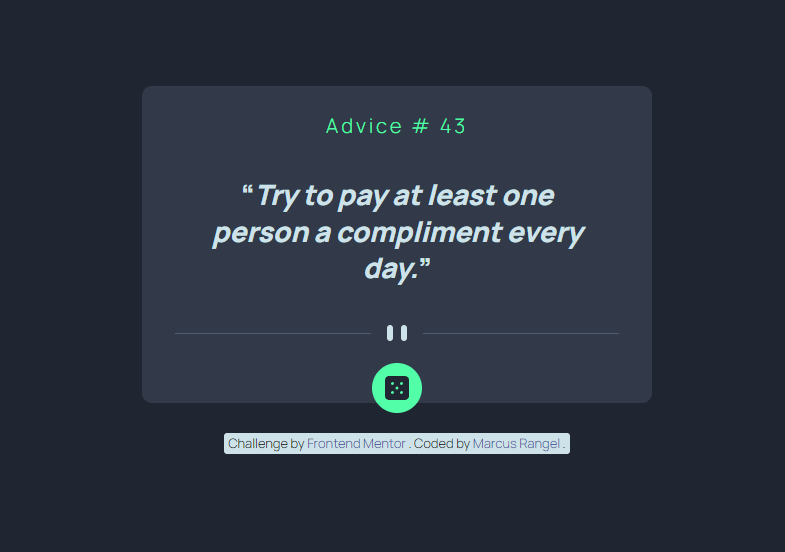 Advice # 43
“Try to pay at least one
person a compliment every
day.”
Challenge by Frontend Mentor . Coded by Marcus Rangel .